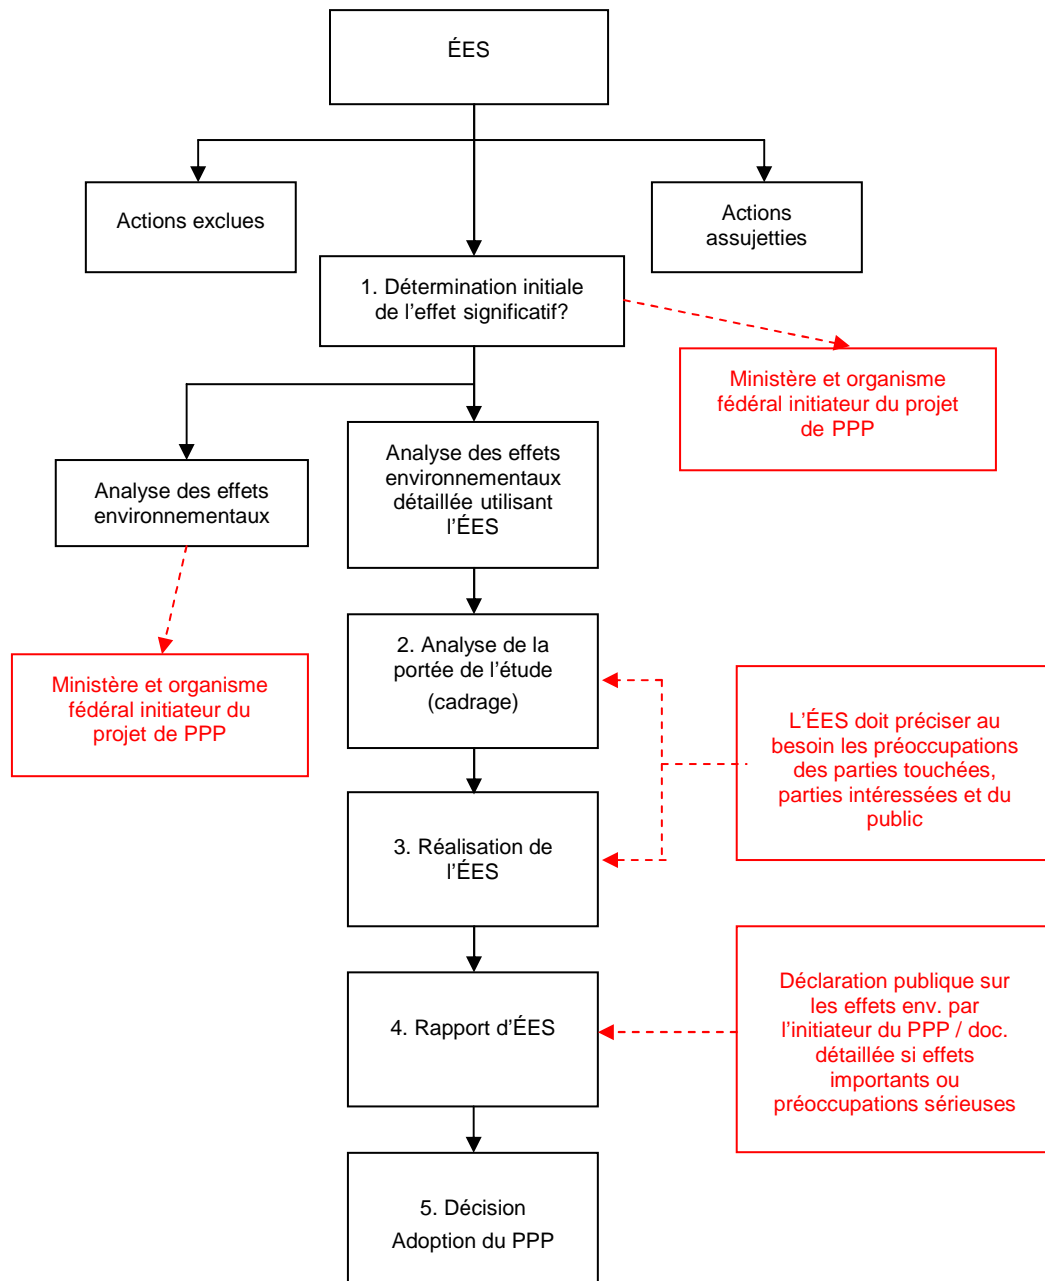 ÉES
Actions exclues
Actions
assujetties
1. Détermination initiale
de l'effet significatif?
Ministère et organisme
fédéral initiateur du projet
de PPP
Analyse des effets
environnementaux
Analyse des effets
environnementaux
détaillée utilisant
l'ÉES
2. Analyse de la
portée de l'étude
(cadrage)
Ministère et organisme
fédéral initiateur du
projet de PPP
L'ÉES doit préciser au
besoin les préoccupations
des parties touchées,
parties intéressées et du
public
3. Réalisation de
l'ÉES
4. Rapport d'ÉES
Déclaration publique sur
les effets env. par
l'initiateur du PPP / doc.
détaillée si effets
importants ou
préoccupations sérieuses
5. Décision
Adoption du PPP